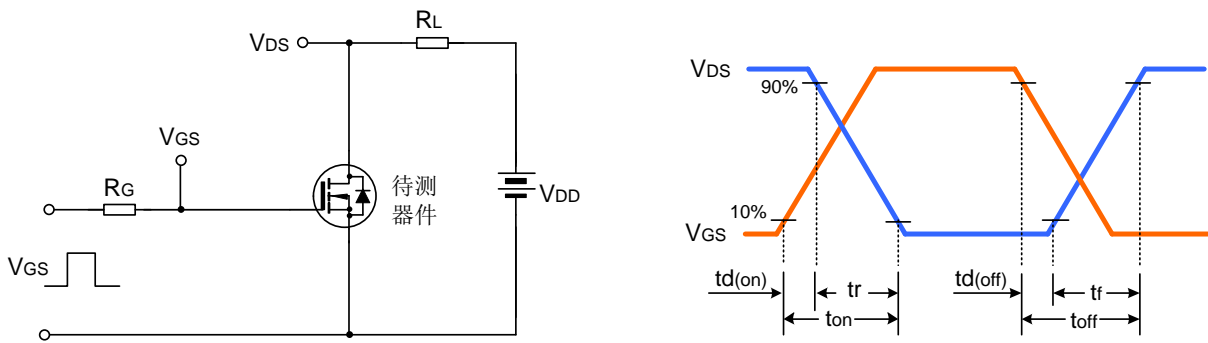 RL
VDS
VGS
RG
待测
器件
VDD
VGS
VDS
90%
10%
VGS
td(on)
tr
td(off)
tf
ton
toff